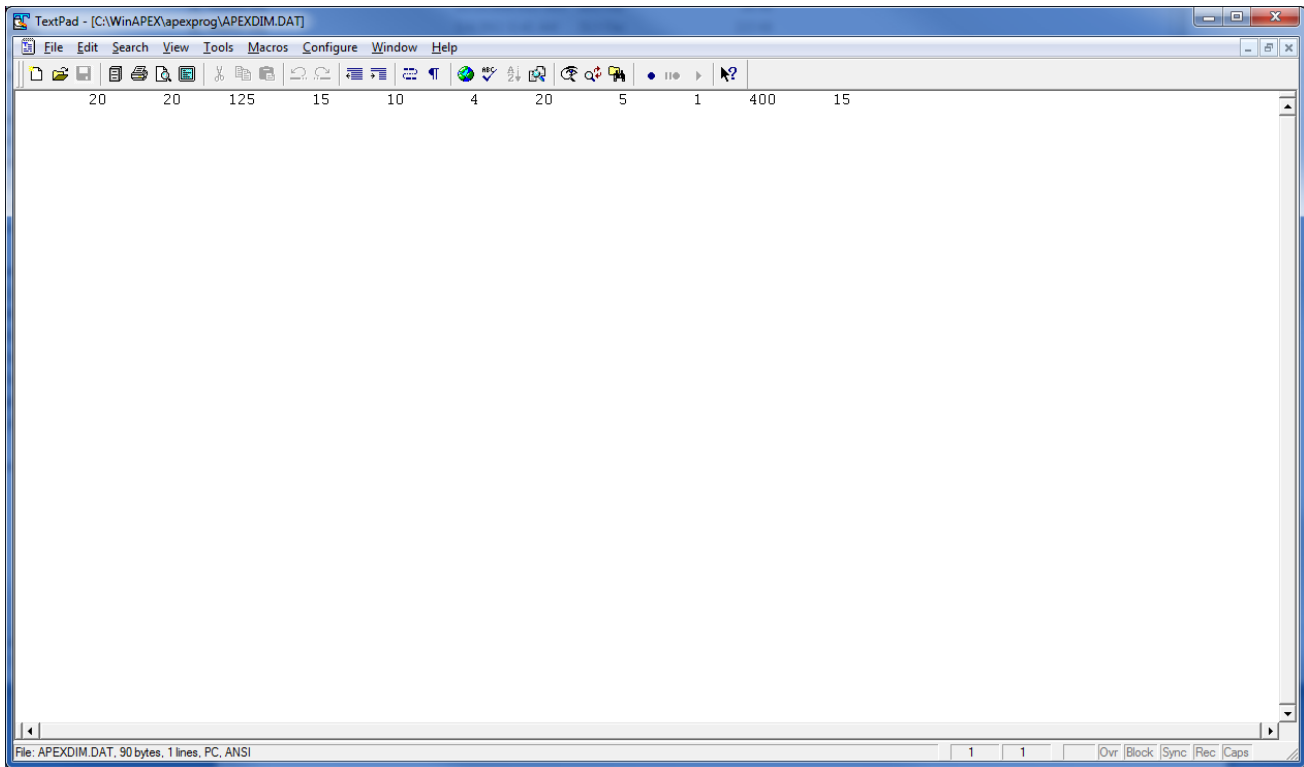 TextPad - [C:\WinAPEX\apexprog\APEXDIM.DAT]
File Edit Search View Tools Macros Configure Window Help
20 20 125 15 10 4 20 5 1 400 15
File: APEXDIM.DAT, 90 bytes, 1 lines, PC, ANSI 1 1 Ovr Block Sync Rec Caps